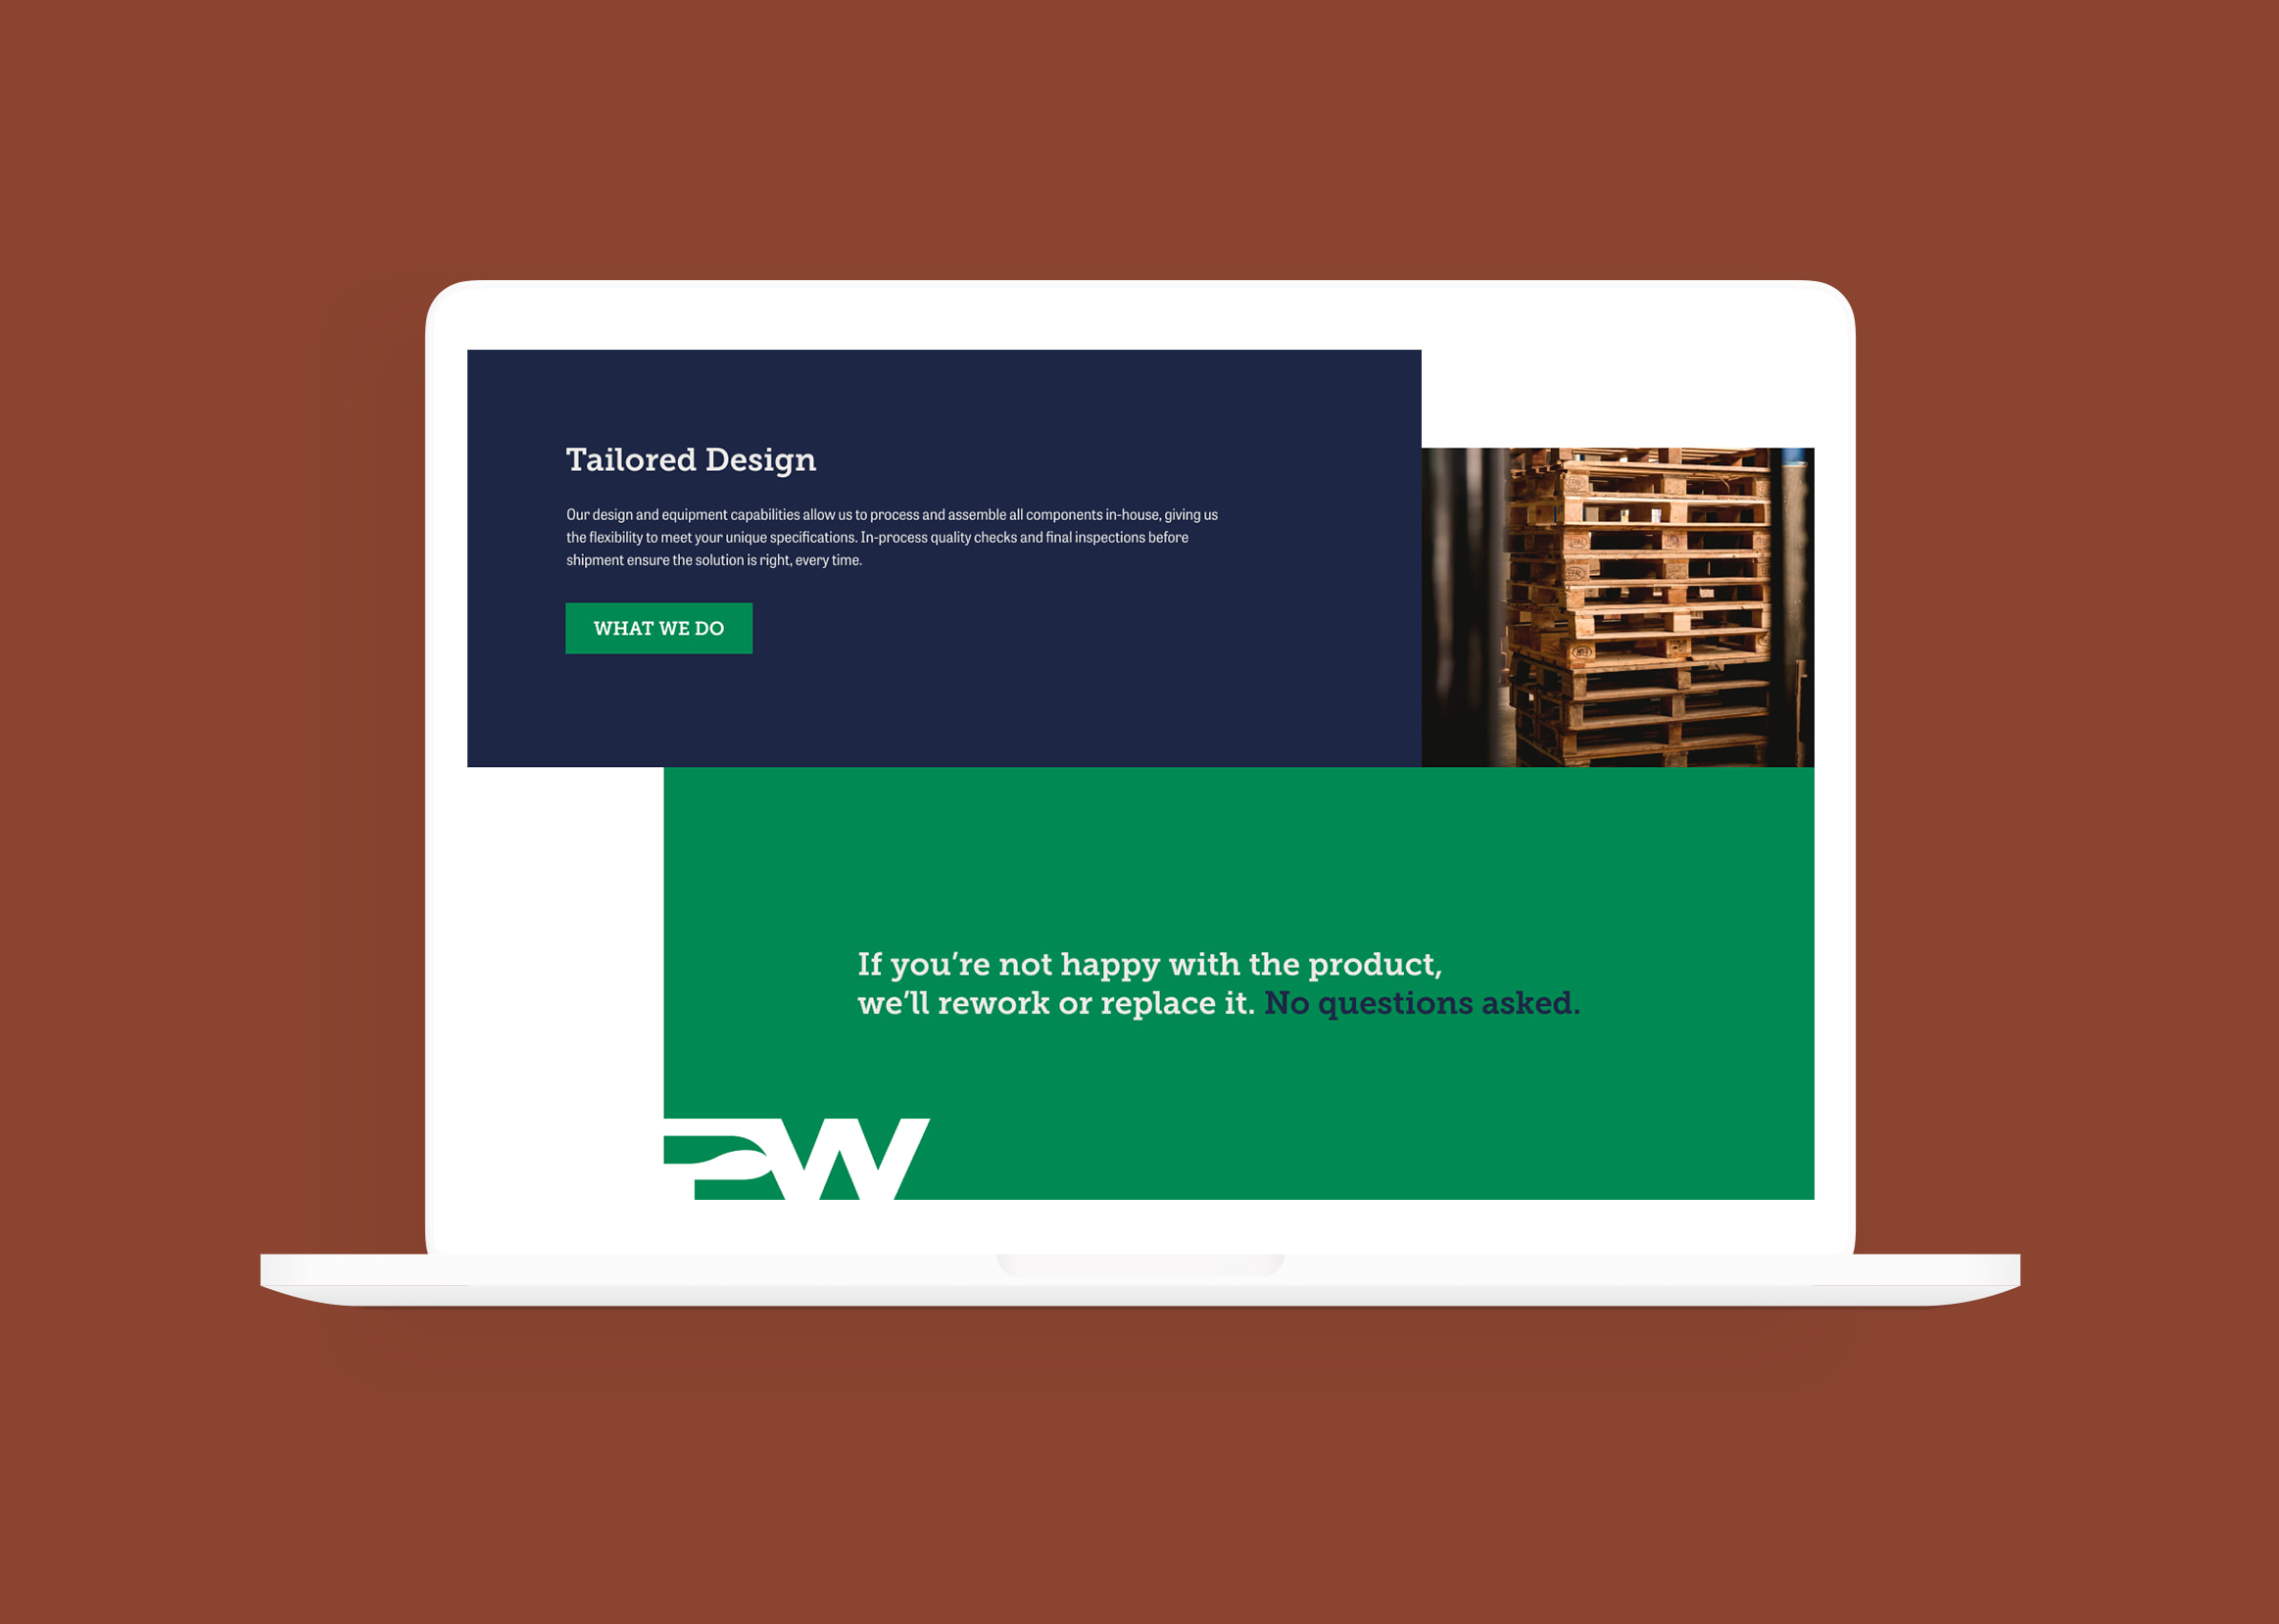 Tailored Design
Our design and equipment capabilities allow us to process and assemble all components in-house, giving us
the flexibility to meet your unique specifications. In-process quality checks and final inspections before
shipment ensure the solution is right, every time.
WHAT WE DO
If you’re not happy with the product,
we’ll rework or replace it. No questions asked.
PW